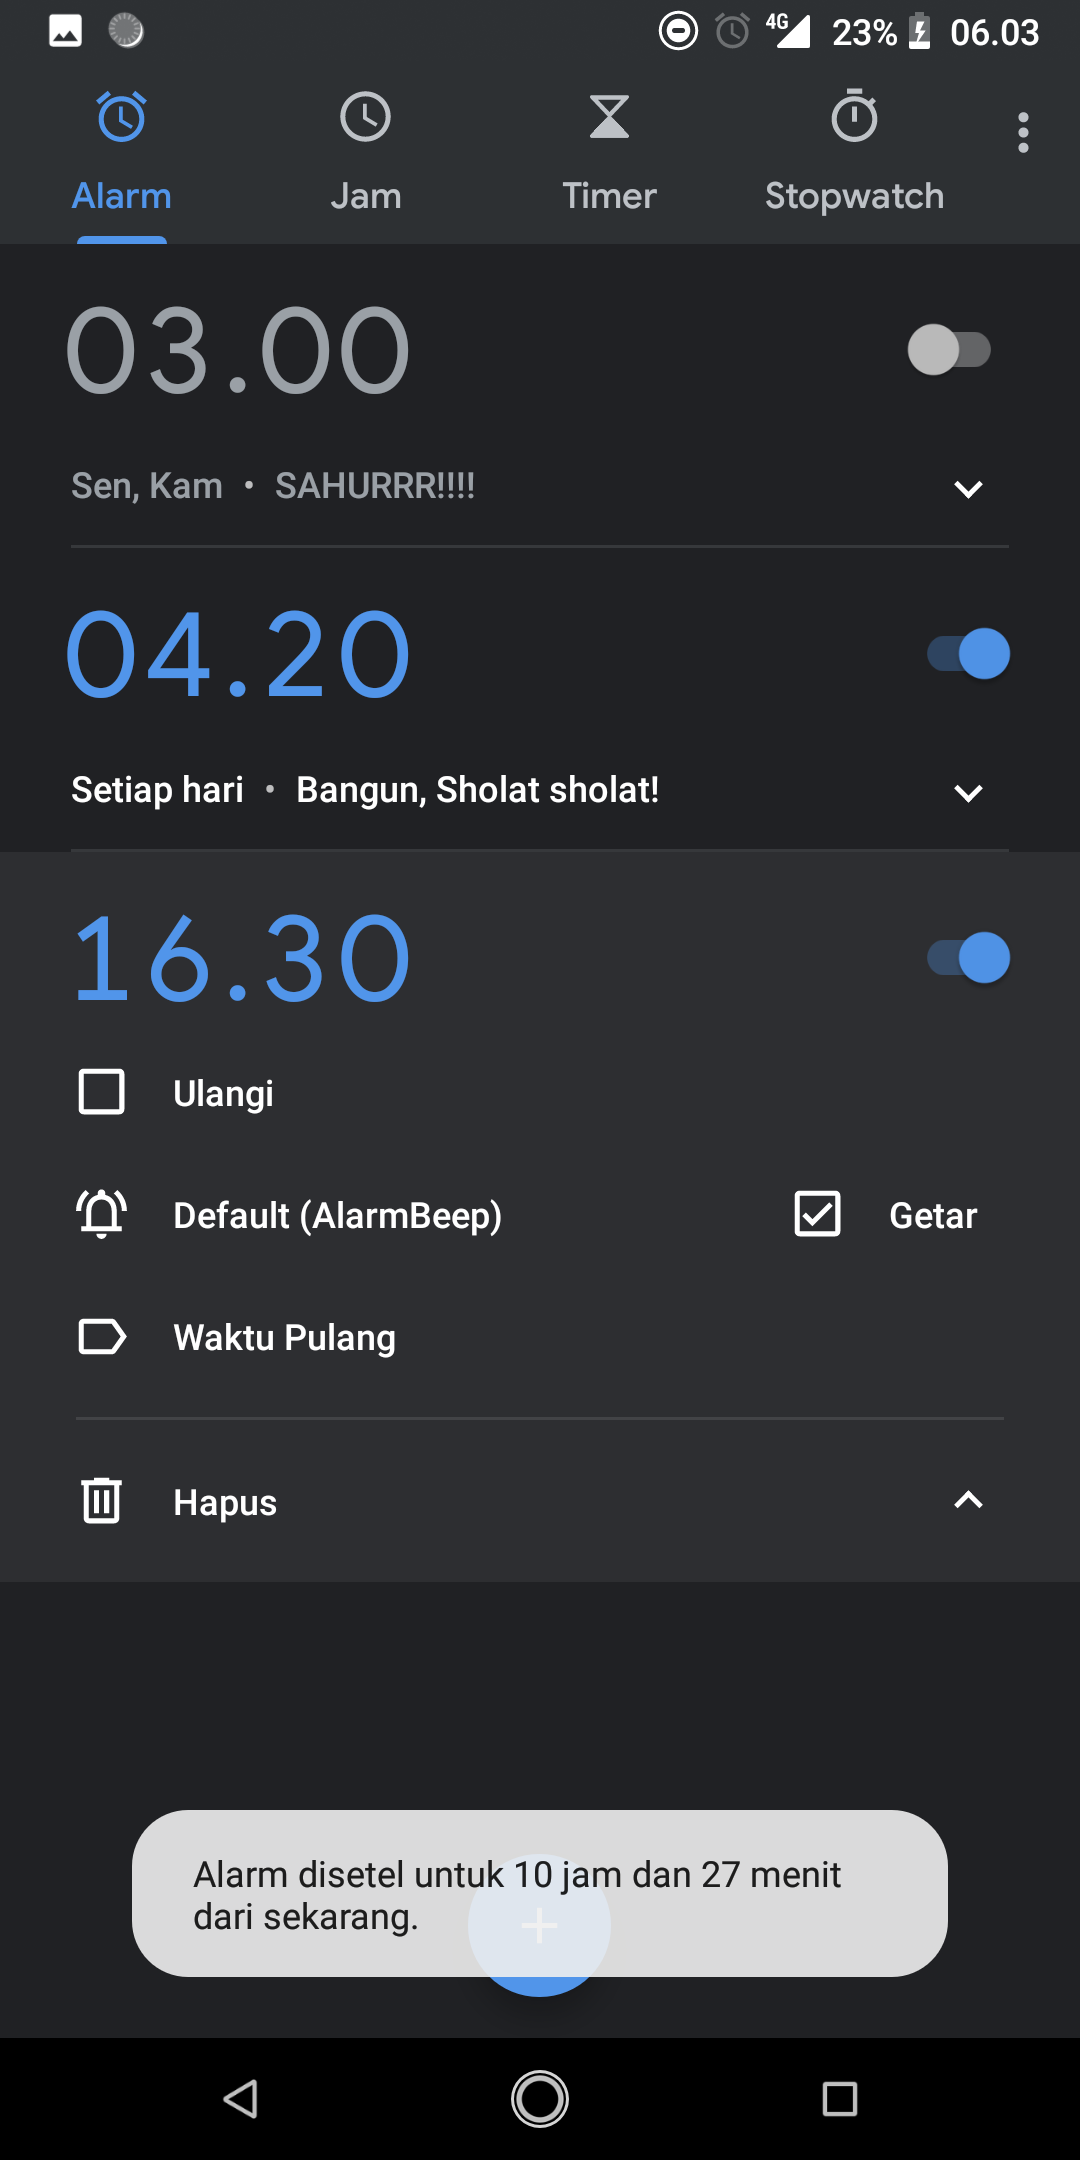 4G 23% 06.03
Alarm Jam Timer Stopwatch
03.00
Sen, Kam • SAHURRR!!!!
04.20
Setiap hari • Bangun, Sholat sholat!
16.30
Ulangi
Default (AlarmBeep) Getar
Waktu Pulang
Hapus
Alarm disetel untuk 10 jam dan 27 menit
dari sekarang.